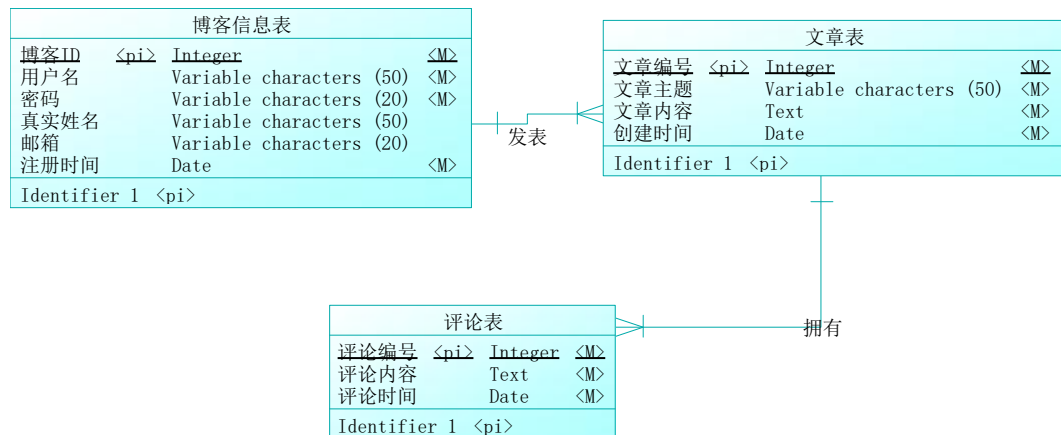 博客信息表
博客ID <pi> Integer <M>
用户名 Variable characters (50) <M>
密码 Variable characters (20) <M>
真实姓名 Variable characters (50)
邮箱 Variable characters (20)
注册时间 Date <M>
Identifier 1 <pi>
发表
文章表
文章编号 <pi> Integer <M>
文章主题 Variable characters (50) <M>
文章内容 Text <M>
创建时间 Date <M>
Identifier 1 <pi>
拥有
评论表
评论编号 <pi> Integer <M>
评论内容 Text <M>
评论时间 Date <M>
Identifier 1 <pi>